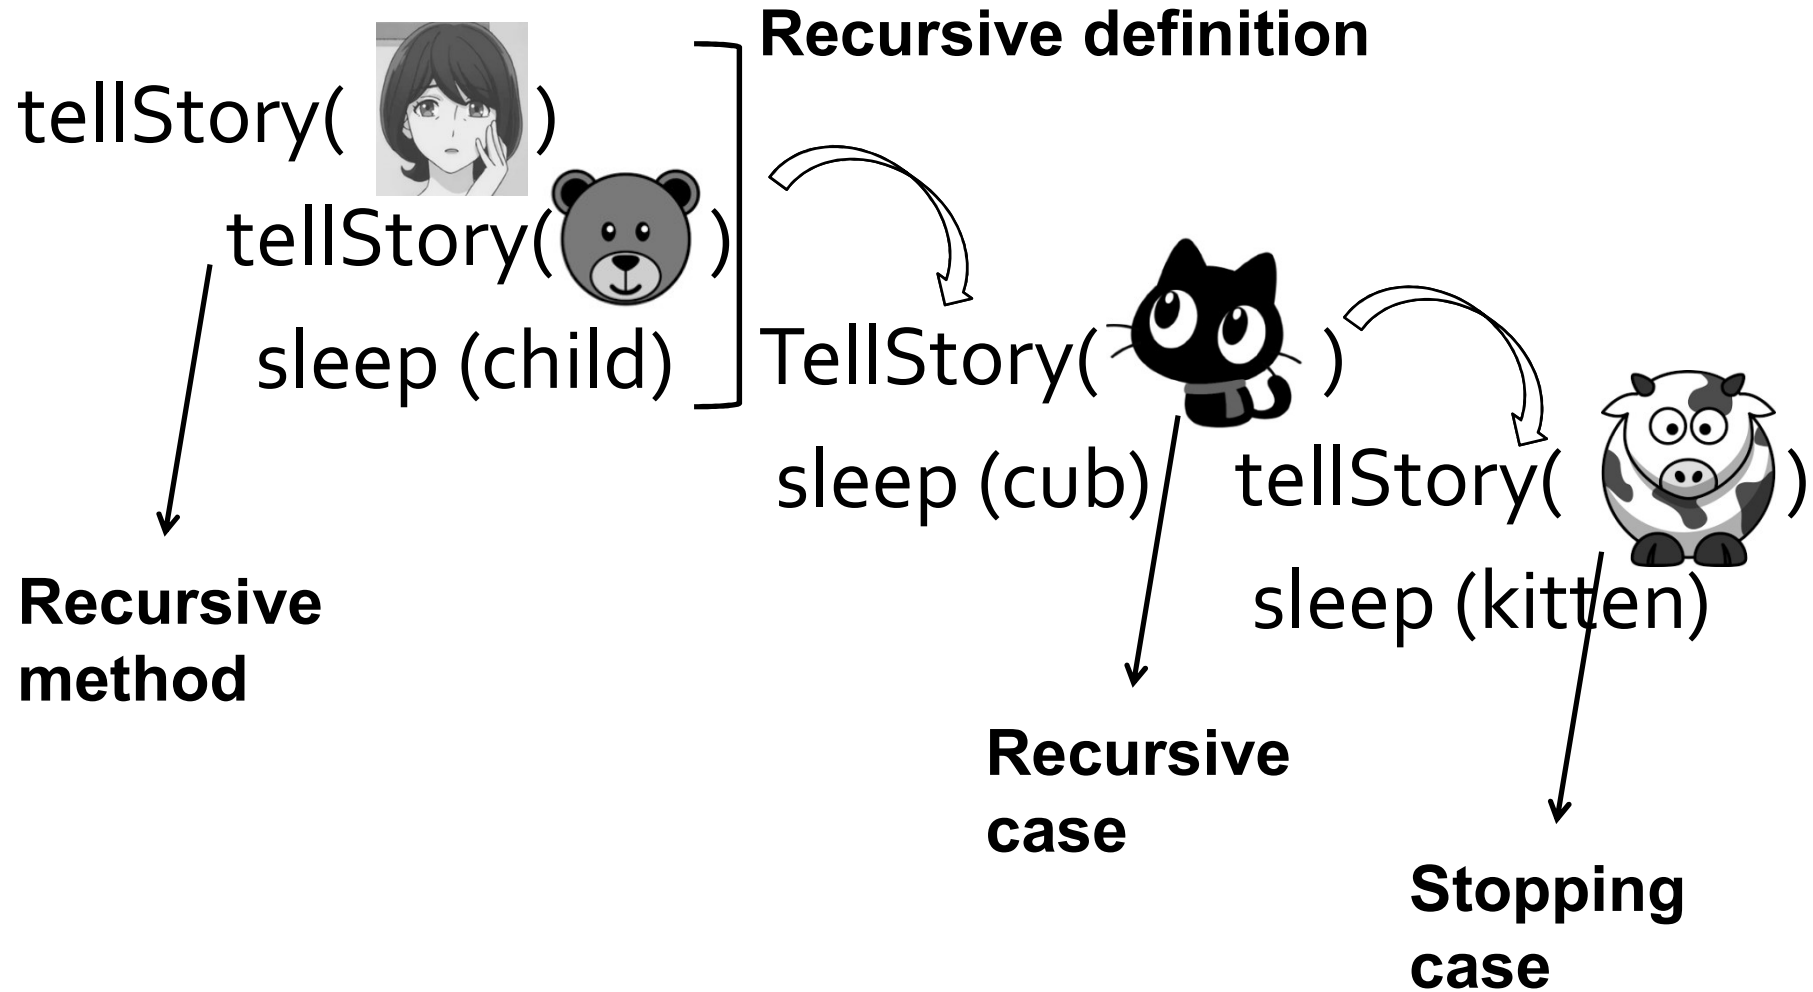 Recursive definition
tellStory( )
tellStory( )
sleep (child)
TellStory( )
sleep (cub)
tellStory( )
sleep (kitten)
Recursive
method
Recursive
case
Stopping
case